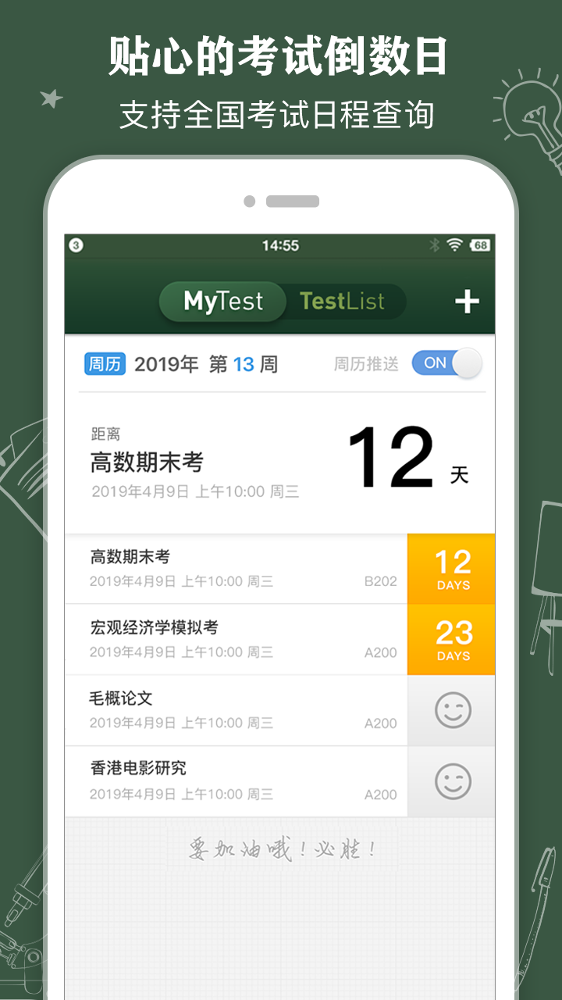 贴心的考试倒数日
支持全国考试日程查询
3 14:55 68
MyTest TestList +
周历 2019年 第 13 周 周历推送 ON
距离
高数期末考
2019年4月9日 上午10:00 周三
12 天
高数期末考
2019年4月9日 上午10:00 周三 B202
12
DAYS
宏观经济学模拟考
2019年4月9日 上午10:00 周三 A200
23
DAYS
毛概论文
2019年4月9日 上午10:00 周三 A200
香港电影研究
2019年4月9日 上午10:00 周三 A200
要加油哦!必胜!